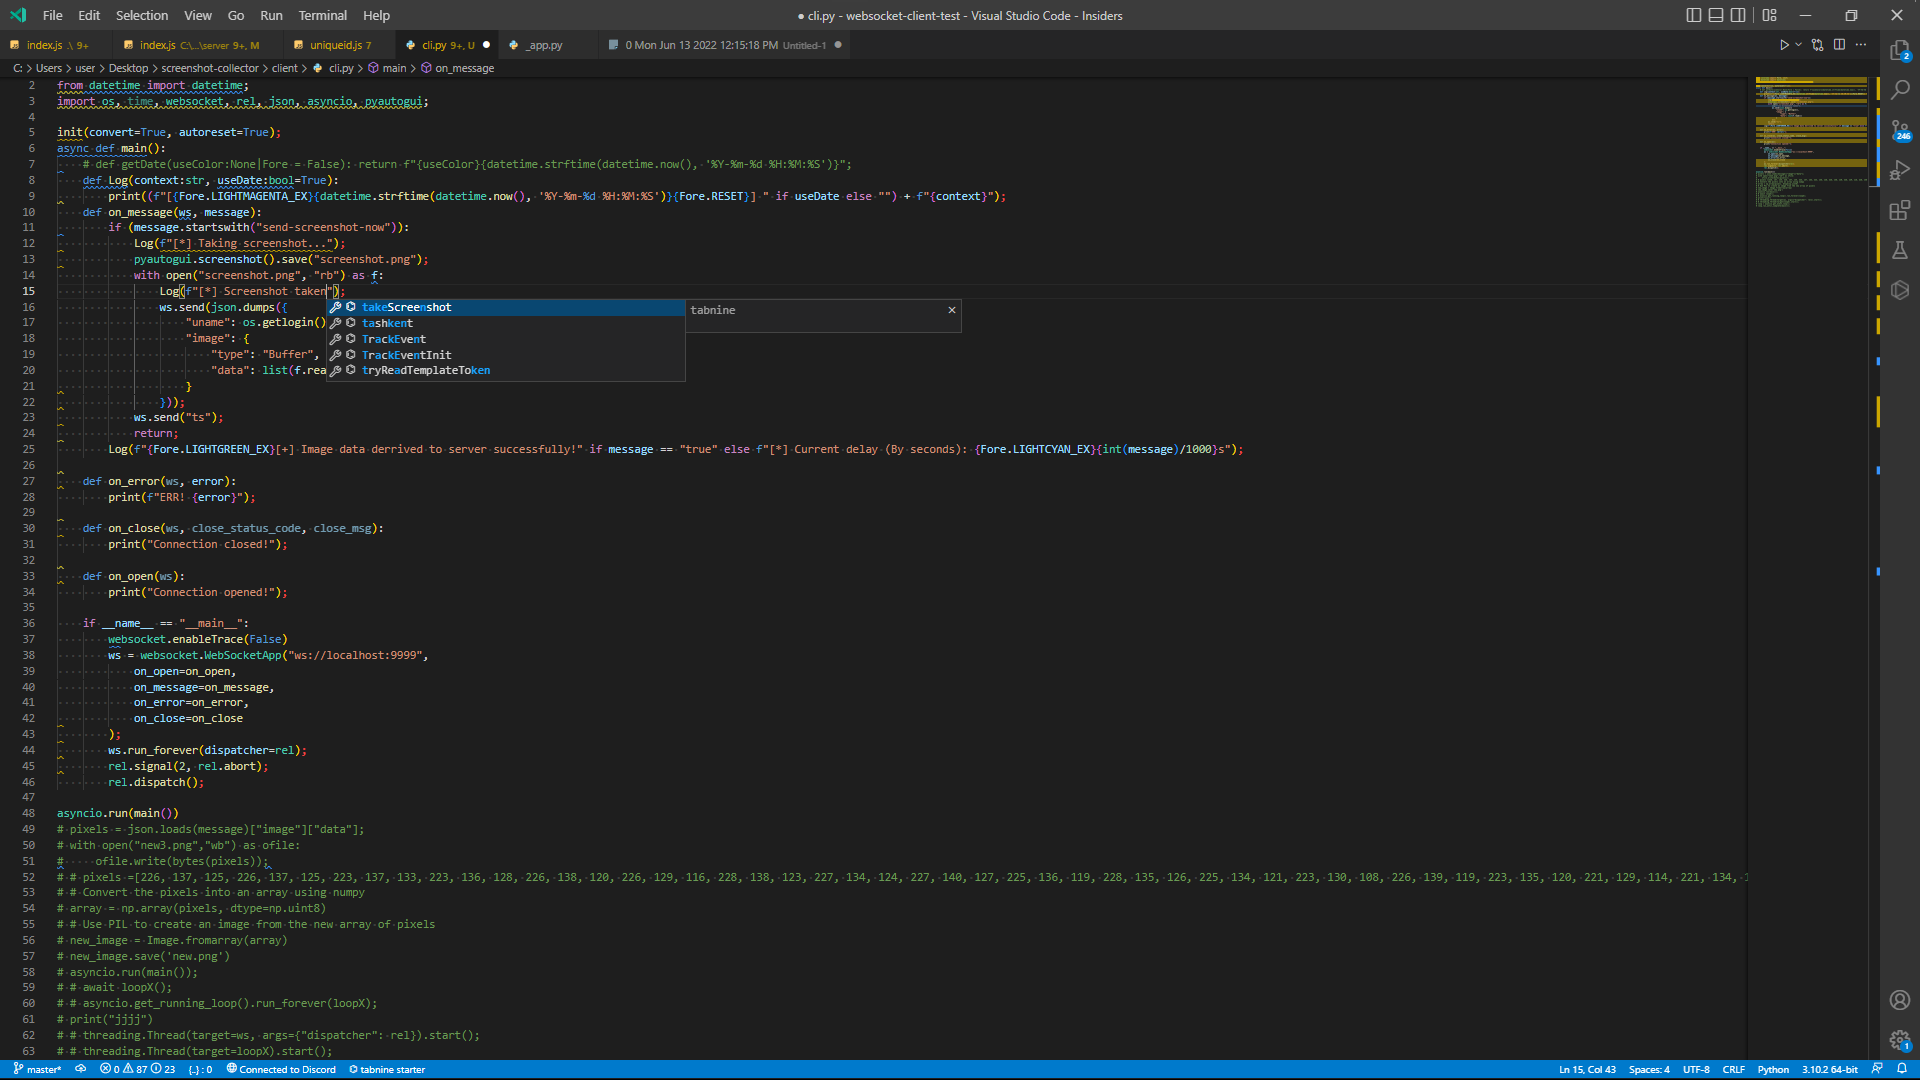 File Edit Selection View Go Run Terminal Help
● cli.py - websocket-client-test - Visual Studio Code - Insiders
index.js .\ 9+ index.js C:\...\server 9+, M uniqueid.js 7 cli.py 9+, U _app.py 0 Mon Jun 13 2022 12:15:18 PM Untitled-1
C: > Users > user > Desktop > screenshot-collector > client > cli.py > main > on_message
2 from datetime import datetime;
3 import os, time, websocket, rel, json, asyncio, pyautogui;
4
5 init(convert=True, autoreset=True);
6 async def main():
7 # def getDate(useColor:None|Fore = False): return f"{useColor}{datetime.strftime(datetime.now(), '%Y-%m-%d %H:%M:%S')}";
8 def Log(context:str, useDate:bool=True):
9 print((f"[{Fore.LIGHTMAGENTA_EX}{datetime.strftime(datetime.now(), '%Y-%m-%d %H:%M:%S')}{Fore.RESET}] " if useDate else "") + f"{context}");
10 def on_message(ws, message):
11 if (message.startswith("send-screenshot-now")):
12 Log(f"[*] Taking screenshot...");
13 pyautogui.screenshot().save("screenshot.png");
14 with open("screenshot.png", "rb") as f:
15 Log(f"[*] Screenshot taken");
16 ws.send(json.dumps({
17 "uname": os.getlogin()
18 "image": {
19 "type": "Buffer",
20 "data": list(f.rea
21 }
22 }));
23 ws.send("ts");
24 return;
25 Log(f"{Fore.LIGHTGREEN_EX}[+] Image data derrived to server successfully!" if message == "true" else f"[*] Current delay (By seconds): {Fore.LIGHTCYAN_EX}{int(message)/1000}s");
26
27 def on_error(ws, error):
28 print(f"ERR! {error}");
29
30 def on_close(ws, close_status_code, close_msg):
31 print("Connection closed!");
32
33 def on_open(ws):
34 print("Connection opened!");
35
36 if __name__ == "__main__":
37 websocket.enableTrace(False)
38 ws = websocket.WebSocketApp("ws://localhost:9999",
39 on_open=on_open,
40 on_message=on_message,
41 on_error=on_error,
42 on_close=on_close
43 );
44 ws.run_forever(dispatcher=rel);
45 rel.signal(2, rel.abort);
46 rel.dispatch();
47
48 asyncio.run(main())
49 # pixels = json.loads(message)["image"]["data"];
50 # with open("new3.png","wb") as ofile:
51 # ofile.write(bytes(pixels));
52 # # pixels =[226, 137, 125, 226, 137, 125, 223, 137, 133, 223, 136, 128, 226, 138, 120, 226, 129, 116, 228, 138, 123, 227, 134, 124, 227, 140, 127, 225, 136, 119, 228, 135, 126, 225, 134, 121, 223, 130, 108, 226, 139, 119, 223, 135, 120, 221, 129, 114, 221, 134, 1
53 # # Convert the pixels into an array using numpy
54 # array = np.array(pixels, dtype=np.uint8)
55 # # Use PIL to create an image from the new array of pixels
56 # new_image = Image.fromarray(array)
57 # new_image.save('new.png')
58 # asyncio.run(main());
59 # # await loopX();
60 # # asyncio.get_running_loop().run_forever(loopX);
61 # print("jjjj")
62 # # threading.Thread(target=ws, args={"dispatcher": rel}).start();
63 # # threading.Thread(target=loopX).start();
takeScreenshot
tashkent
TrackEvent
TrackEventInit
tryReadTemplateToken
tabnine
2
246
1
master* 0 87 23 {..} : 0 Connected to Discord tabnine starter Ln 15, Col 43 Spaces: 4 UTF-8 CRLF Python 3.10.2 64-bit